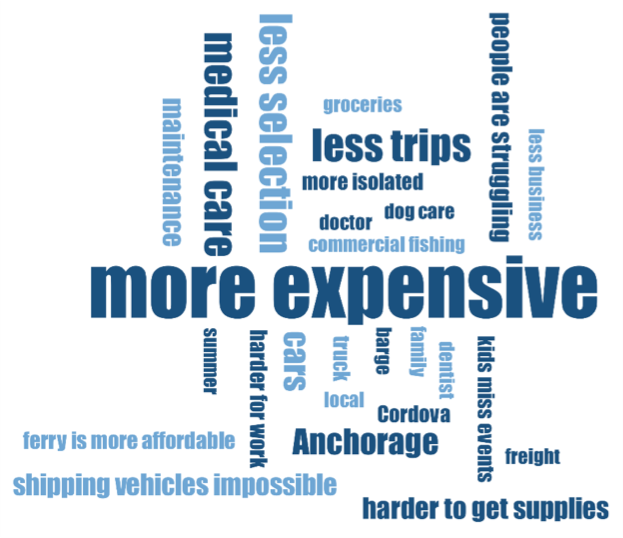 less selection
people are struggling
medical care
groceries
maintenance
less trips
less business
more isolated
dog care
doctor
commercial fishing
more expensive
summer
harder for work
cars
truck
barge
family
dentist
kids miss events
local
Cordova
ferry is more affordable
Anchorage
freight
shipping vehicles impossible
harder to get supplies